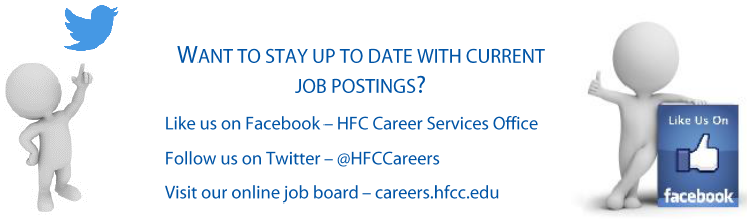 WANT TO STAY UP TO DATE WITH CURRENT
JOB POSTINGS?
Like us on Facebook – HFC Career Services Office
Follow us on Twitter – @HFCCareers
Visit our online job board – careers.hfcc.edu
Like Us On
facebook